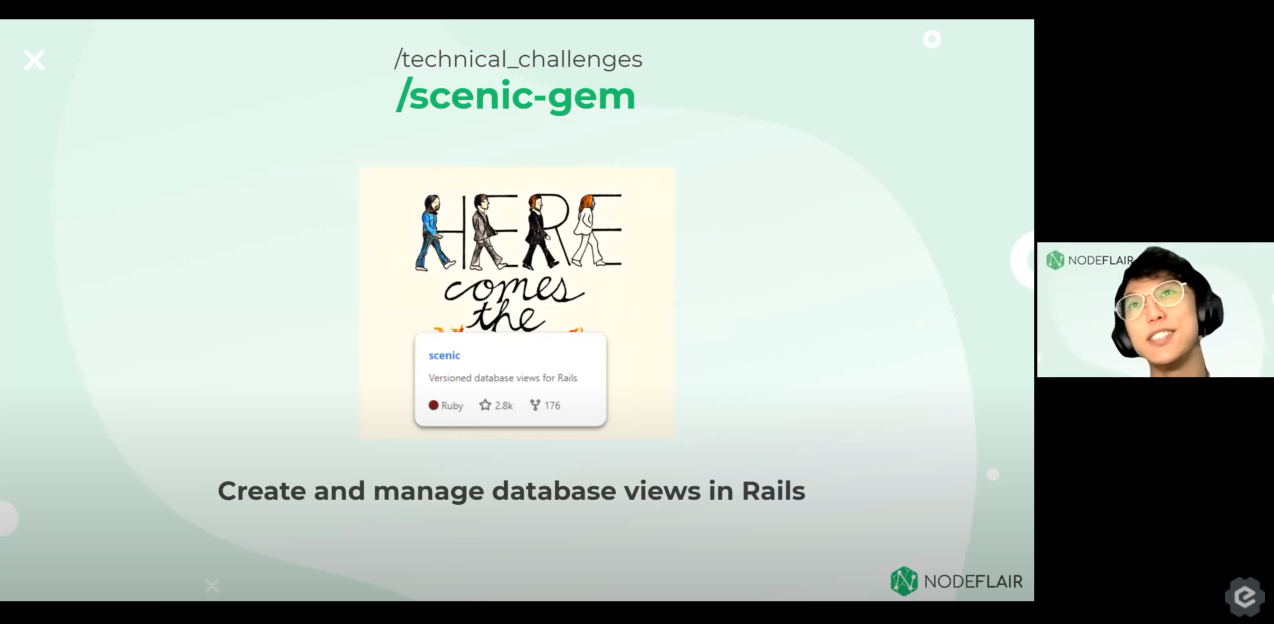 /technical_challenges
/scenic-gem
HERE
comes
the
scenic
Versioned database views for Rails
Ruby 2.8k 176
Create and manage database views in Rails
NODEFLAIR
NODEFLAIR